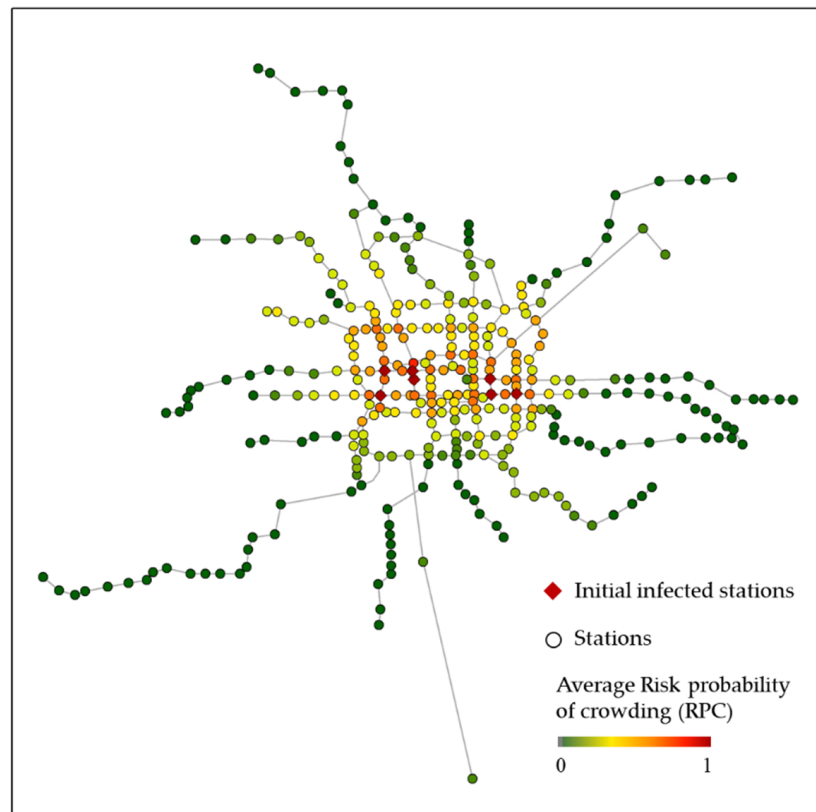 Initial infected stations
Stations
Average Risk probability
of crowding (RPC)
0 1